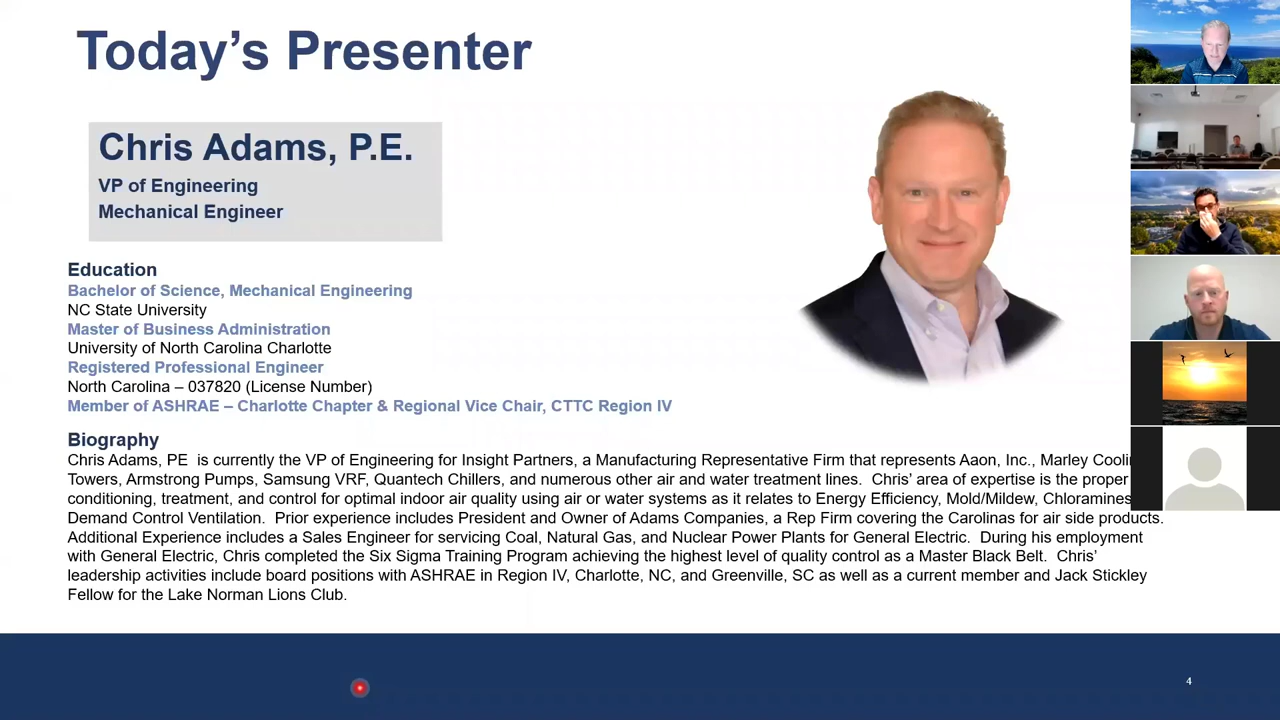 Today’s Presenter
Chris Adams, P.E.
VP of Engineering
Mechanical Engineer
Education
Bachelor of Science, Mechanical Engineering
NC State University
Master of Business Administration
University of North Carolina Charlotte
Registered Professional Engineer
North Carolina – 037820 (License Number)
Member of ASHRAE – Charlotte Chapter & Regional Vice Chair, CTTC Region IV
Biography
Chris Adams, PE is currently the VP of Engineering for Insight Partners, a Manufacturing Representative Firm that represents Aaon, Inc., Marley
Towers, Armstrong Pumps, Samsung VRF, Quantech Chillers, and numerous other air and water treatment lines. Chris’ area of expertise is the proper
conditioning, treatment, and control for optimal indoor air quality using air or water systems as it relates to Energy Efficiency, Mold/Mildew, Chloramines
Demand Control Ventilation. Prior experience includes President and Owner of Adams Companies, a Rep Firm covering the Carolinas for air side products.
Additional Experience includes a Sales Engineer for servicing Coal, Natural Gas, and Nuclear Power Plants for General Electric. During his employment
with General Electric, Chris completed the Six Sigma Training Program achieving the highest level of quality control as a Master Black Belt. Chris’
leadership activities include board positions with ASHRAE in Region IV, Charlotte, NC, and Greenville, SC as well as a current member and Jack Stickley
Fellow for the Lake Norman Lions Club.
4